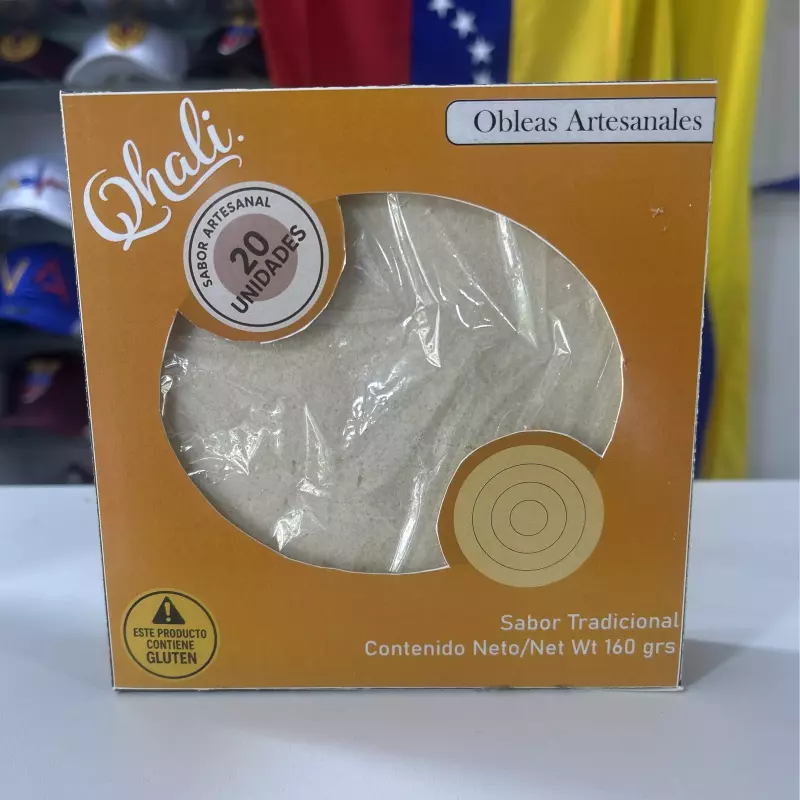 Obleas Artesanales
Qhali.
SABOR ARTESANAL
20
UNIDADES
ESTE PRODUCTO
CONTIENE
GLUTEN
Sabor Tradicional
Contenido Neto/Net Wt 160 grs